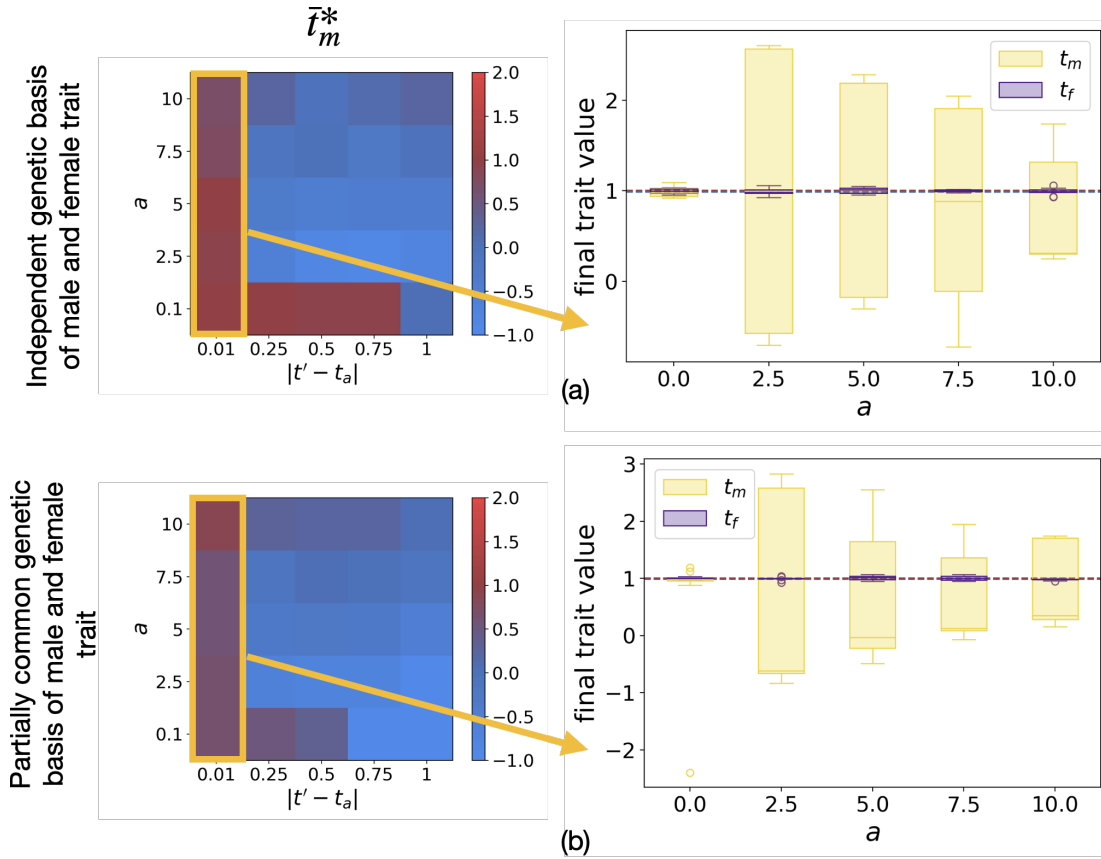 t̄*ₘ
Independent genetic basis
of male and female trait
10
7.5
5
2.5
0.1
a
0.01 0.25 0.5 0.75 1
|t′ − tₐ|
2.0
1.5
1.0
0.5
0.0
−0.5
−1.0
final trait value
2
1
0
tₘ
t_f
0.0 2.5 5.0 7.5 10.0
a
(a)
Partially common genetic
basis of male and female
trait
10
7.5
5
2.5
0.1
a
0.01 0.25 0.5 0.75 1
|t′ − tₐ|
2.0
1.5
1.0
0.5
0.0
−0.5
−1.0
final trait value
3
2
1
0
−1
−2
tₘ
t_f
0.0 2.5 5.0 7.5 10.0
a
(b)